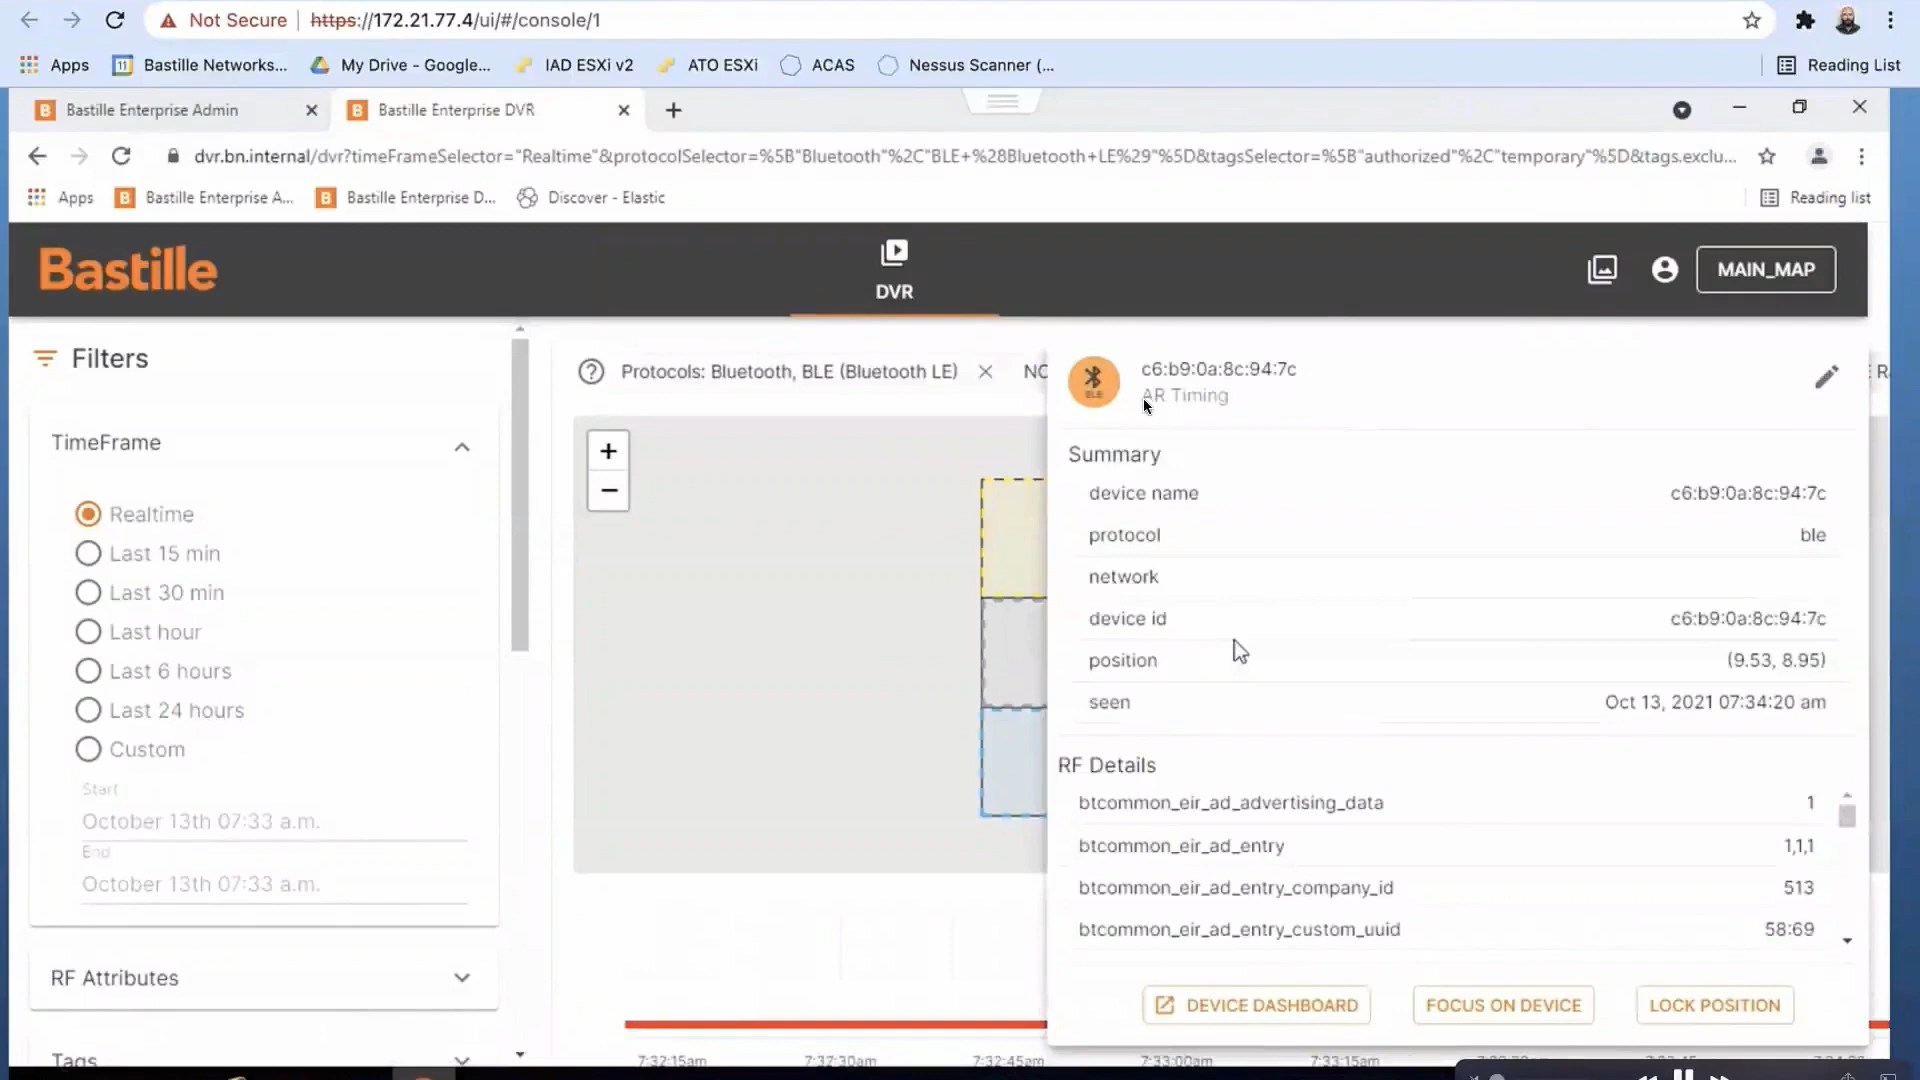 Not Secure | https://172.21.77.4/ui/#/console/1
Apps Bastille Networks... My Drive - Google... IAD ESXi v2 ATO ESXi ACAS Nessus Scanner (... Reading List
Bastille Enterprise Admin Bastille Enterprise DVR
dvr.bn.internal/dvr?timeFrameSelector="Realtime"&protocolSelector=%5B"Bluetooth"%2C"BLE+%28Bluetooth+LE%29"%5D&tagsSelector=%5B"authorized"%2C"temporary"%5D&tags.exclu...
Apps Bastille Enterprise A... Bastille Enterprise D... Discover - Elastic Reading list
Bastille
DVR
MAIN_MAP
Filters
TimeFrame
Realtime
Last 15 min
Last 30 min
Last hour
Last 6 hours
Last 24 hours
Custom
Start
October 13th 07:33 a.m.
End
October 13th 07:33 a.m.
RF Attributes
Tags
Protocols: Bluetooth, BLE (Bluetooth LE)
+
−
c6:b9:0a:8c:94:7c
AR Timing
Summary
device name c6:b9:0a:8c:94:7c
protocol ble
network
device id c6:b9:0a:8c:94:7c
position (9.53, 8.95)
seen Oct 13, 2021 07:34:20 am
RF Details
btcommon_eir_ad_advertising_data 1
btcommon_eir_ad_entry 1,1,1
btcommon_eir_ad_entry_company_id 513
btcommon_eir_ad_entry_custom_uuid 58:69
DEVICE DASHBOARD FOCUS ON DEVICE LOCK POSITION
7:32:15am 7:32:30am 7:32:45am 7:33:00am 7:33:15am